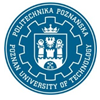 POLITECHNIKA POZNAŃSKA
POZNAN UNIVERSITY OF TECHNOLOGY